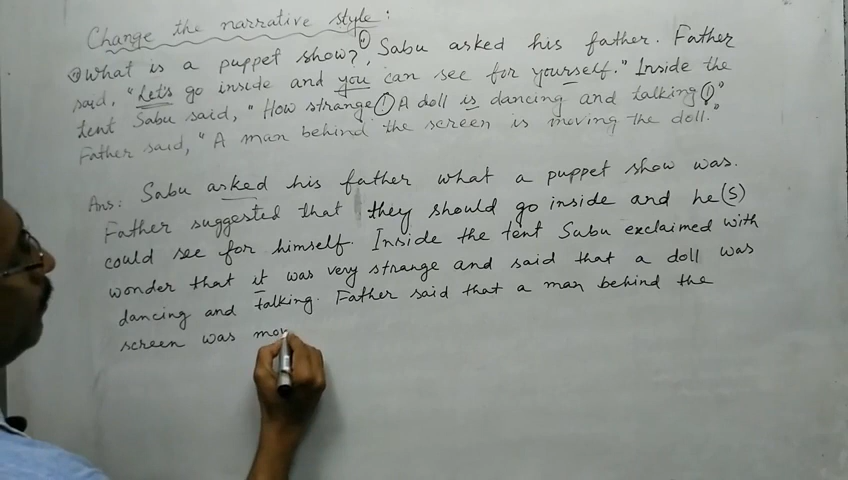 Change the narrative style:
"What is a puppet show?", Sabu asked his father. Father
said, "Let's go inside and you can see for yourself." Inside the
tent Sabu said, "How strange! A doll is dancing and talking!"
Father said, "A man behind the screen is moving the doll."
Ans: Sabu asked his father what a puppet show was.
Father suggested that they should go inside and he(S)
could see for himself. Inside the tent Sabu exclaimed with
wonder that it was very strange and said that a doll was
dancing and talking. Father said that a man behind the
screen was mov